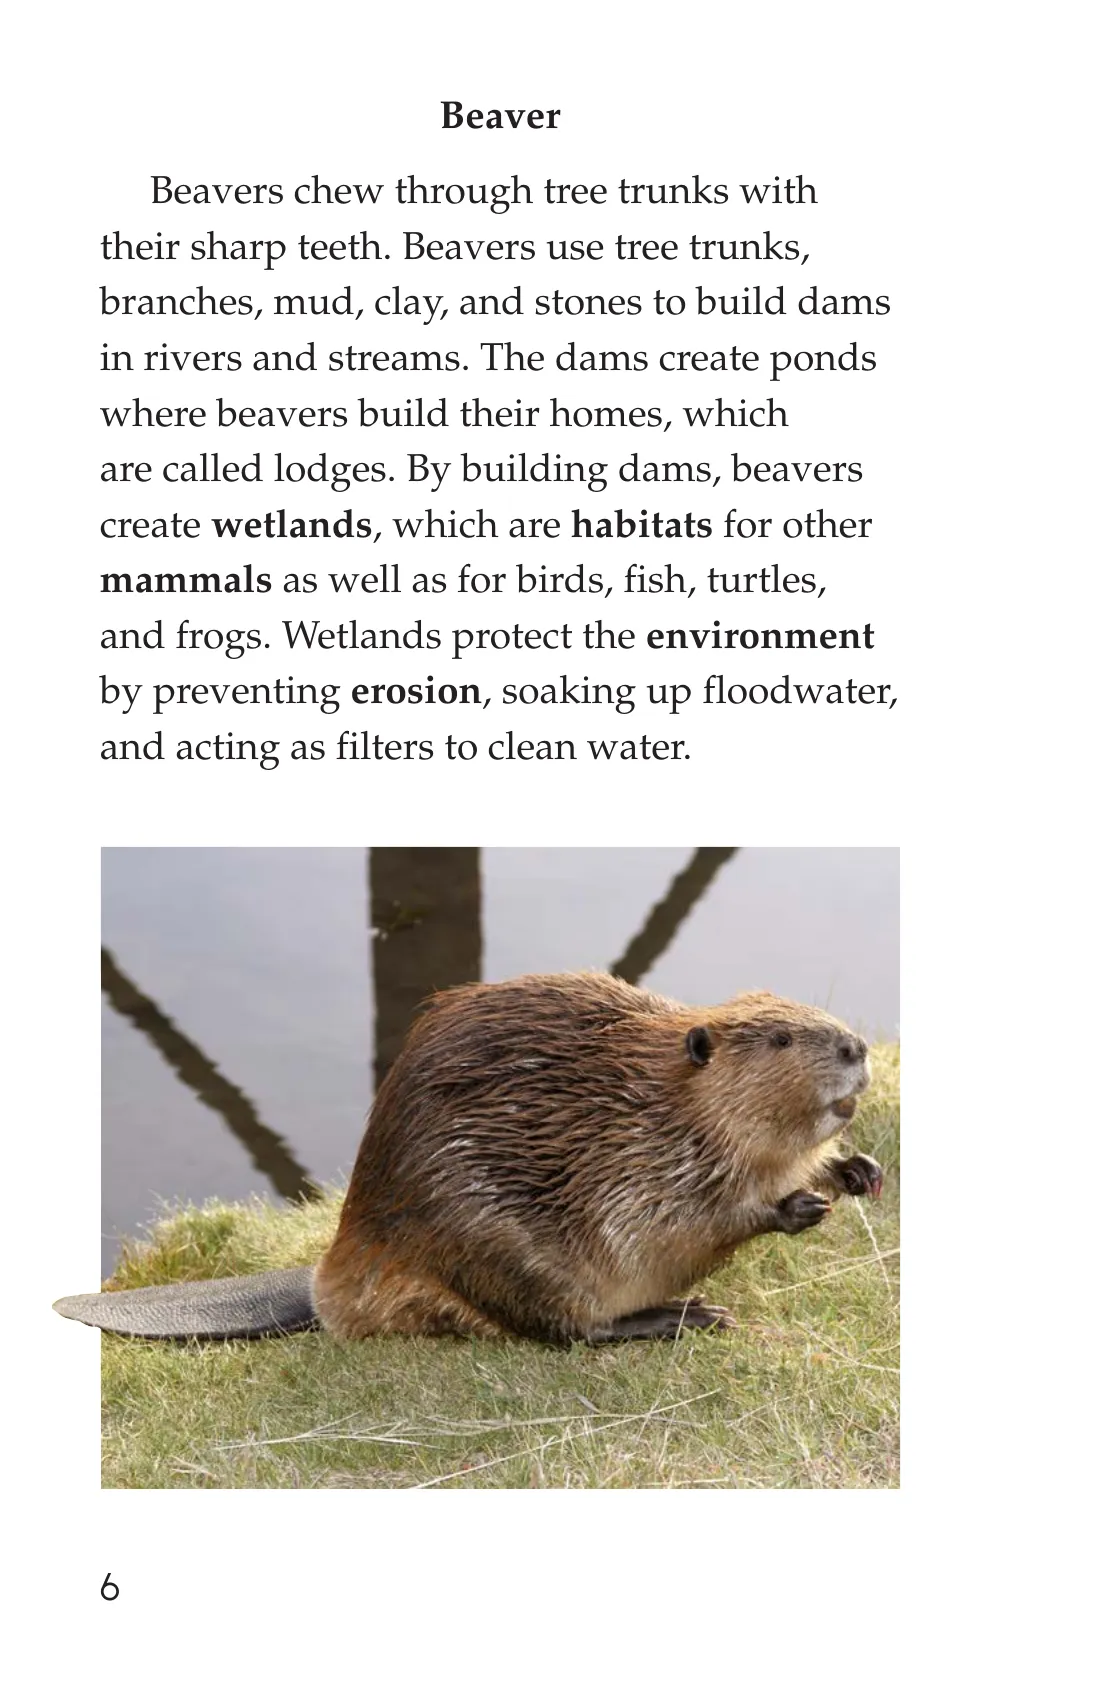 Beaver
Beavers chew through tree trunks with
their sharp teeth. Beavers use tree trunks,
branches, mud, clay, and stones to build dams
in rivers and streams. The dams create ponds
where beavers build their homes, which
are called lodges. By building dams, beavers
create wetlands, which are habitats for other
mammals as well as for birds, fish, turtles,
and frogs. Wetlands protect the environment
by preventing erosion, soaking up floodwater,
and acting as filters to clean water.
6